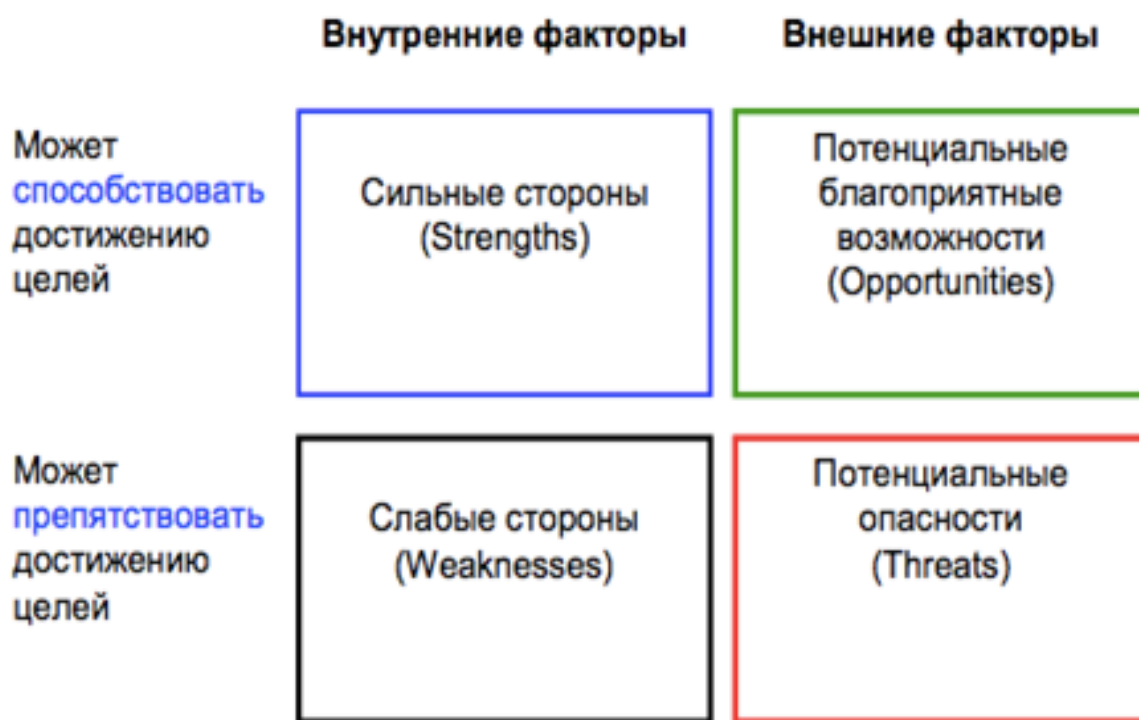 Внутренние факторы
Внешние факторы
Может
способствовать
достижению
целей
Сильные стороны
(Strengths)
Потенциальные
благоприятные
возможности
(Opportunities)
Может
препятствовать
достижению
целей
Слабые стороны
(Weaknesses)
Потенциальные
опасности
(Threats)